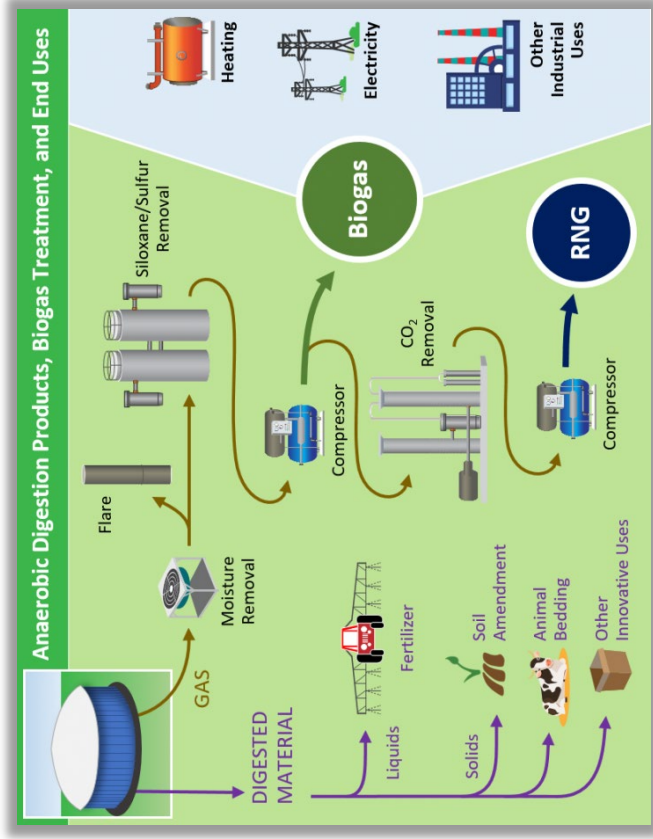 Anaerobic Digestion Products, Biogas Treatment, and End Uses
GAS
Moisture
Removal
Flare
Siloxane/Sulfur
Removal
Compressor
Biogas
CO₂
Removal
Compressor
RNG
Heating
Electricity
Other
Industrial Uses
DIGESTED
MATERIAL
Liquids
Fertilizer
Solids
Soil
Amendment
Animal
Bedding
Other
Innovative Uses